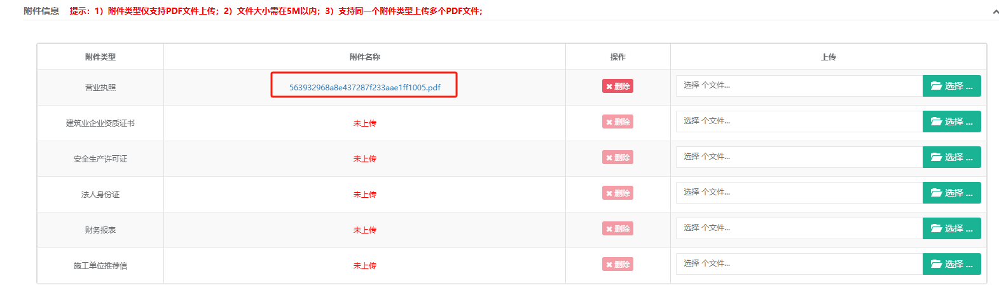 附件信息 提示：1）附件类型仅支持PDF文件上传；2）文件大小需在5M以内；3）支持同一个附件类型上传多个PDF文件；
附件类型 附件名称 操作 上传
营业执照 563932968a8e437287f233aae1ff1005.pdf 删除 选择 个文件... 选择 ...
建筑业企业资质证书 未上传 删除 选择 个文件... 选择 ...
安全生产许可证 未上传 删除 选择 个文件... 选择 ...
法人身份证 未上传 删除 选择 个文件... 选择 ...
财务报表 未上传 删除 选择 个文件... 选择 ...
施工单位推荐信 未上传 删除 选择 个文件... 选择 ...